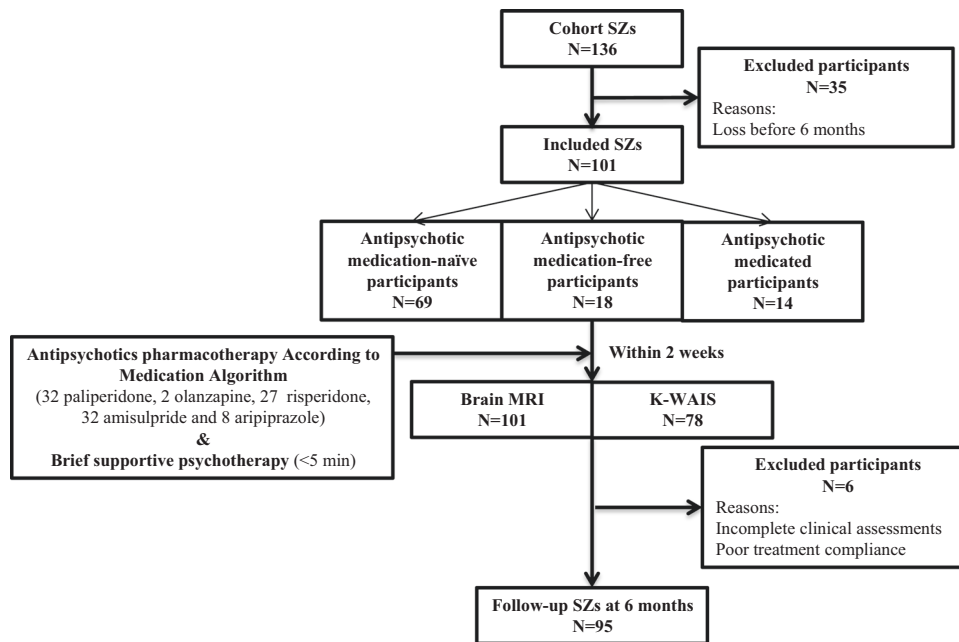 Cohort SZs
N=136
Excluded participants
N=35
Reasons:
Loss before 6 months
Included SZs
N=101
Antipsychotic
medication-naïve
participants
N=69
Antipsychotic
medication-free
participants
N=18
Antipsychotic
medicated
participants
N=14
Antipsychotics pharmacotherapy According to
Medication Algorithm
(32 paliperidone, 2 olanzapine, 27 risperidone,
32 amisulpride and 8 aripiprazole)
&
Brief supportive psychotherapy (<5 min)
Within 2 weeks
Brain MRI
N=101
K-WAIS
N=78
Excluded participants
N=6
Reasons:
Incomplete clinical assessments
Poor treatment compliance
Follow-up SZs at 6 months
N=95